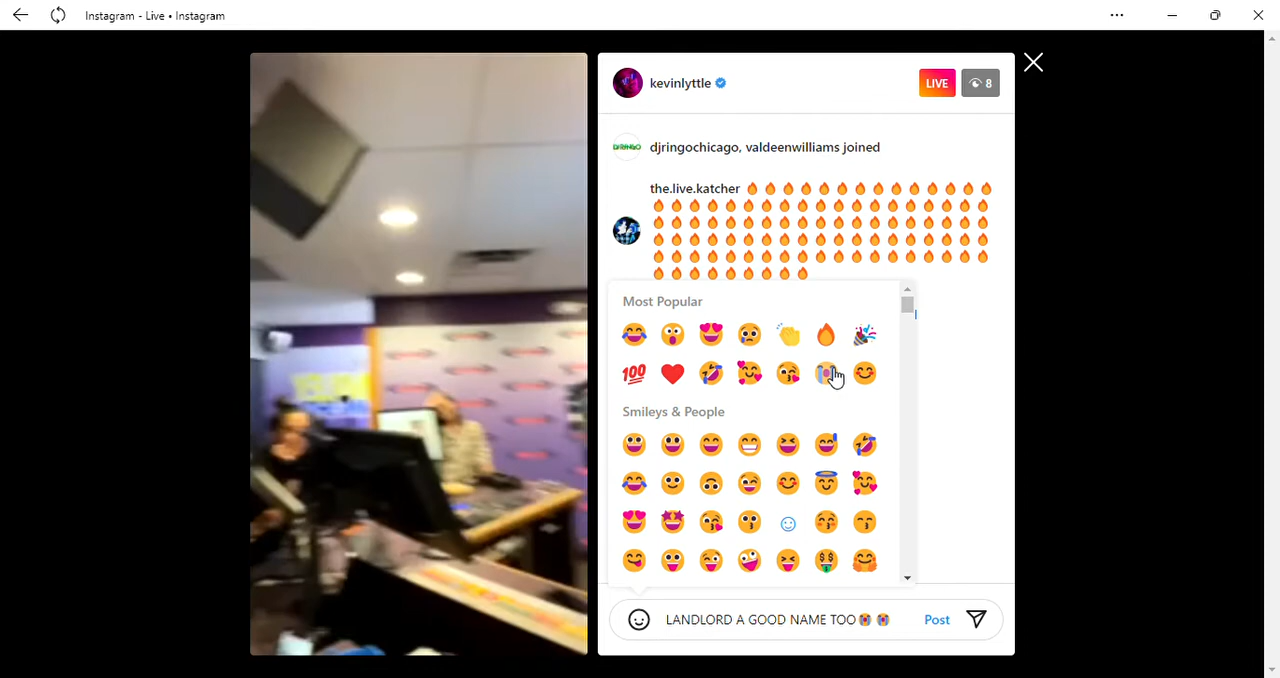 Instagram - Live • Instagram
kevinlyttle
LIVE
8
djringochicago, valdeenwilliams joined
the.live.katcher 🔥🔥🔥🔥🔥🔥🔥🔥🔥🔥🔥🔥🔥🔥
🔥🔥🔥🔥🔥🔥🔥🔥🔥🔥🔥🔥🔥🔥🔥🔥🔥🔥🔥
🔥🔥🔥🔥🔥🔥🔥🔥🔥🔥🔥🔥🔥🔥🔥🔥🔥🔥🔥
🔥🔥🔥🔥🔥🔥🔥🔥🔥🔥🔥🔥🔥🔥🔥🔥🔥🔥🔥
🔥🔥🔥🔥🔥🔥🔥🔥🔥🔥🔥🔥🔥🔥🔥🔥🔥🔥🔥
🔥🔥🔥🔥🔥🔥🔥🔥🔥
Most Popular
Smileys & People
LANDLORD A GOOD NAME TOO😭😭
Post